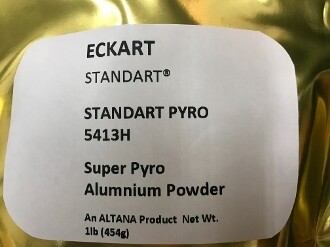 ECKART
STANDART®
STANDART PYRO
5413H
Super Pyro
Alumnium Powder
An ALTANA Product Net Wt.
1lb (454g)